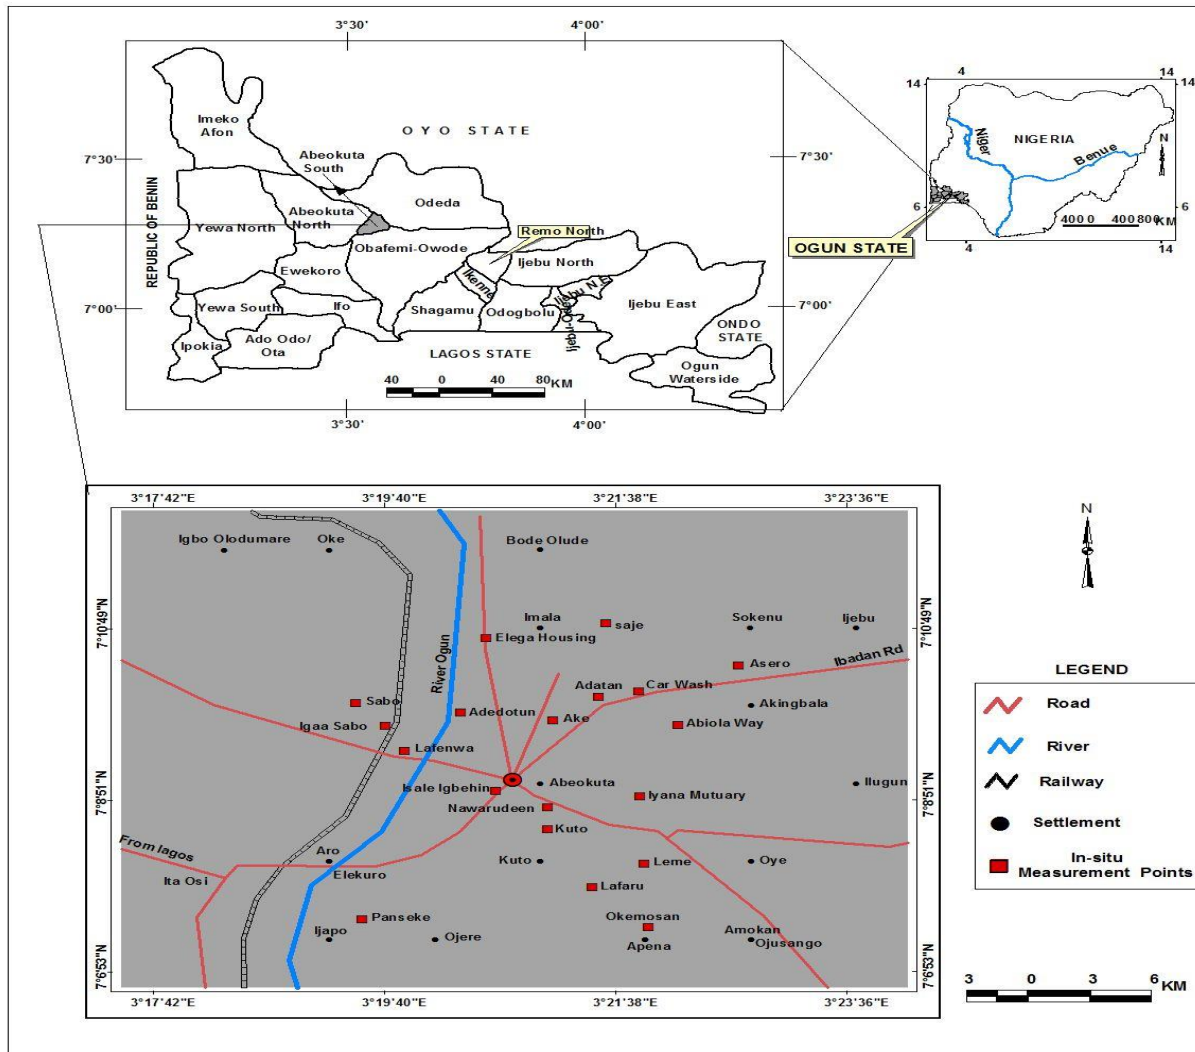 3°30'
4°00'
Imeko
Afon
OYO STATE
7°30'
7°30'
Abeokuta
South
Abeokuta
North
Odeda
Yewa North
REPUBLIC OF BENIN
Obafemi-Owode
Remo North
Ijebu North
Ewekoro
Ikenne
Ijebu N.E
Ijebu East
7°00'
7°00'
Yewa South
Ifo
Shagamu
Odogbolu
Ijebu-Ode
ONDO
STATE
Ipokia
Ado Odo/
Ota
LAGOS STATE
Ogun
Waterside
40 0 40 80KM
3°30'
4°00'
4
14
14
14
NIGERIA
Niger
Benue
N
6
6
400 0 400800KM
OGUN STATE
4
14
3°17'42"E
3°19'40"E
3°21'38"E
3°23'36"E
Igbo Olodumare
Oke
Bode Olude
7°10'49"N
7°10'49"N
Imala
saje
Sokenu
Ijebu
Elega Housing
River Ogun
Ibadan Rd
Asero
Adatan
Car Wash
Sabo
Akingbala
Igaa Sabo
Adedotun
Ake
Abiola Way
Lafenwa
Isale Igbehin
Abeokuta
Ilugun
7°8'51"N
7°8'51"N
Nawarudeen
Iyana Mutuary
Kuto
From lagos
Aro
Kuto
Leme
Oye
Ita Osi
Elekuro
Lafaru
Panseke
Okemosan
Ijapo
Ojere
Apena
Amokan
Ojusango
7°6'53"N
7°6'53"N
3°17'42"E
3°19'40"E
3°21'38"E
3°23'36"E
N
LEGEND
Road
River
Railway
Settlement
In-situ
Measurement Points
3 0 3 6
KM